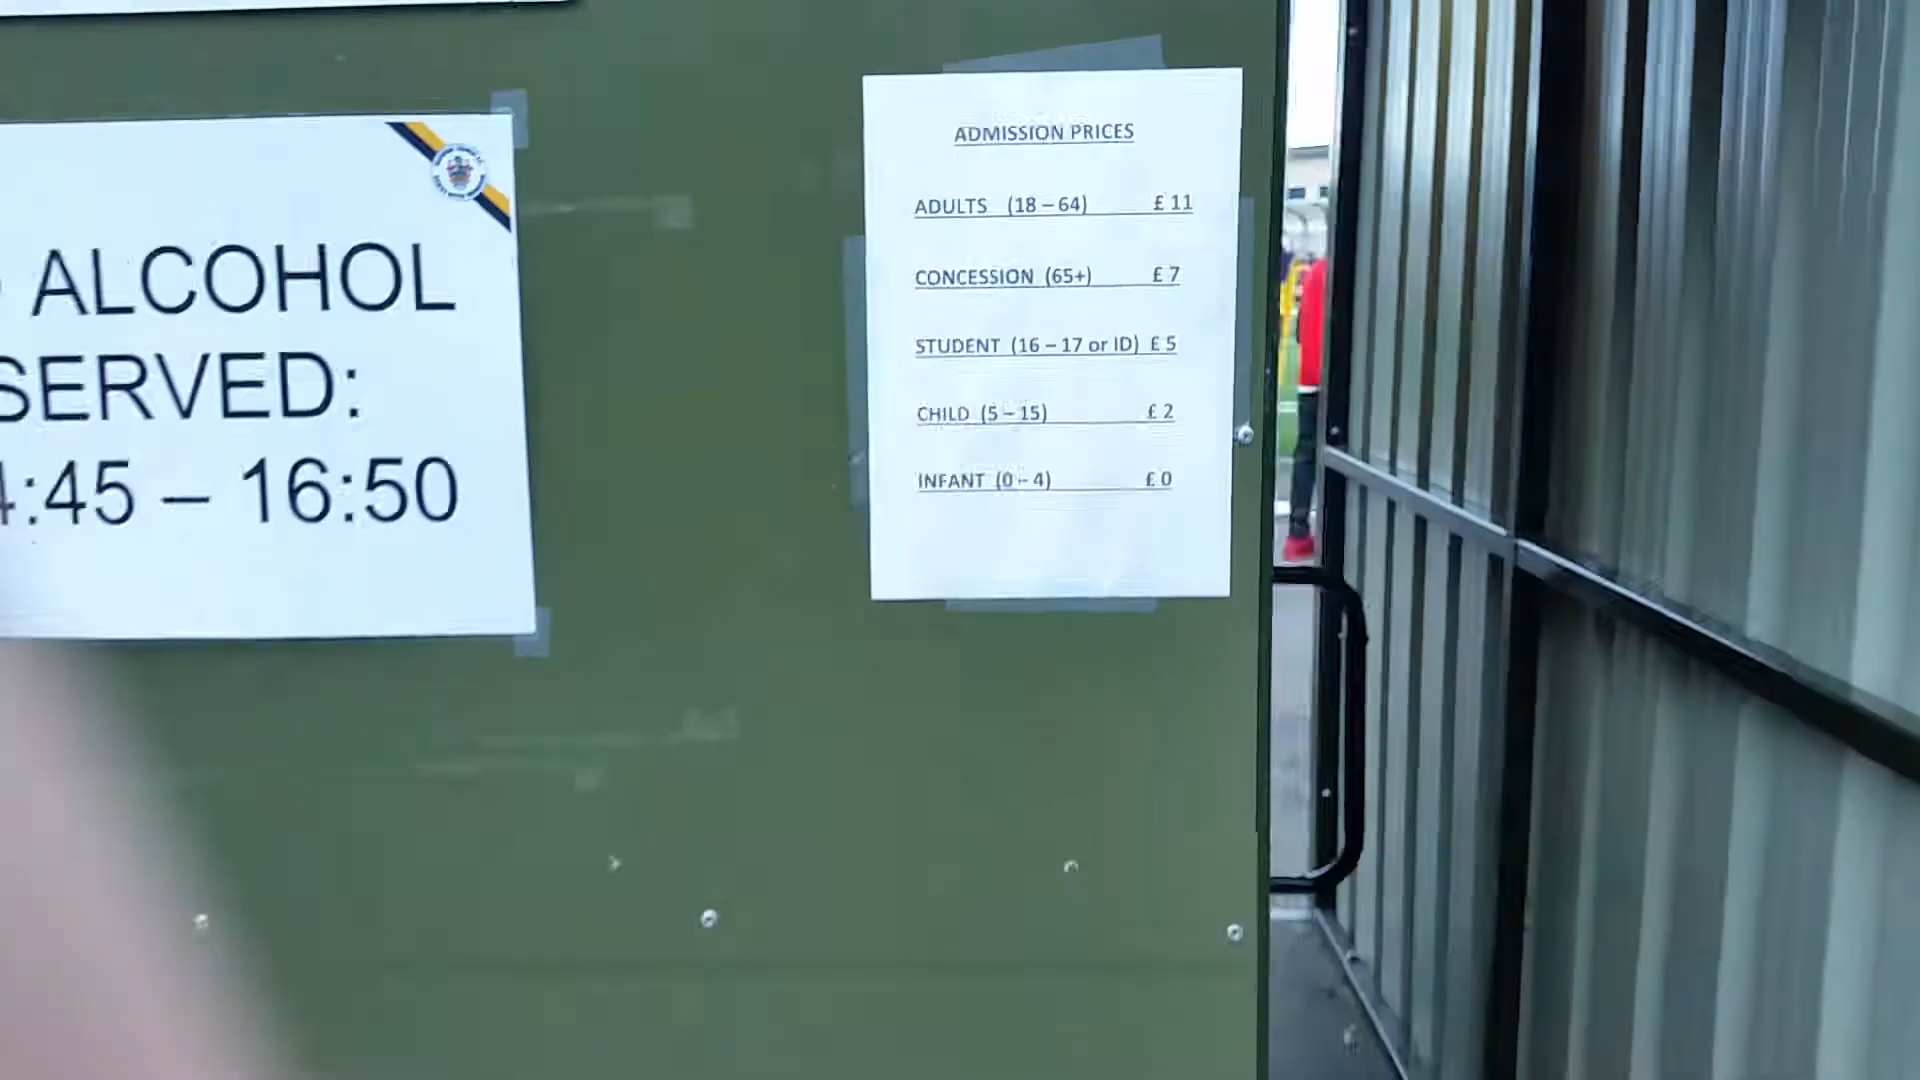 ALCOHOL
SERVED:
:45 – 16:50
ADMISSION PRICES
ADULTS (18 – 64) £ 11
CONCESSION (65+) £ 7
STUDENT (16 – 17 or ID) £ 5
CHILD (5 – 15) £ 2
INFANT (0 – 4) £ 0